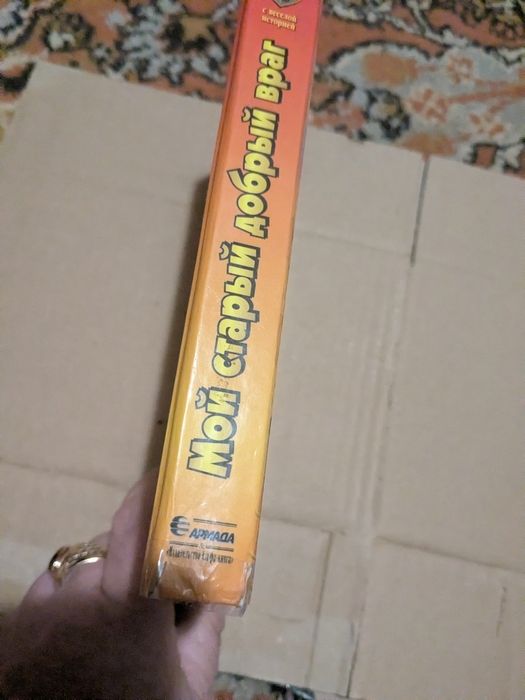 с веселой
историей
Мой старый добрый враг
АРМАДА